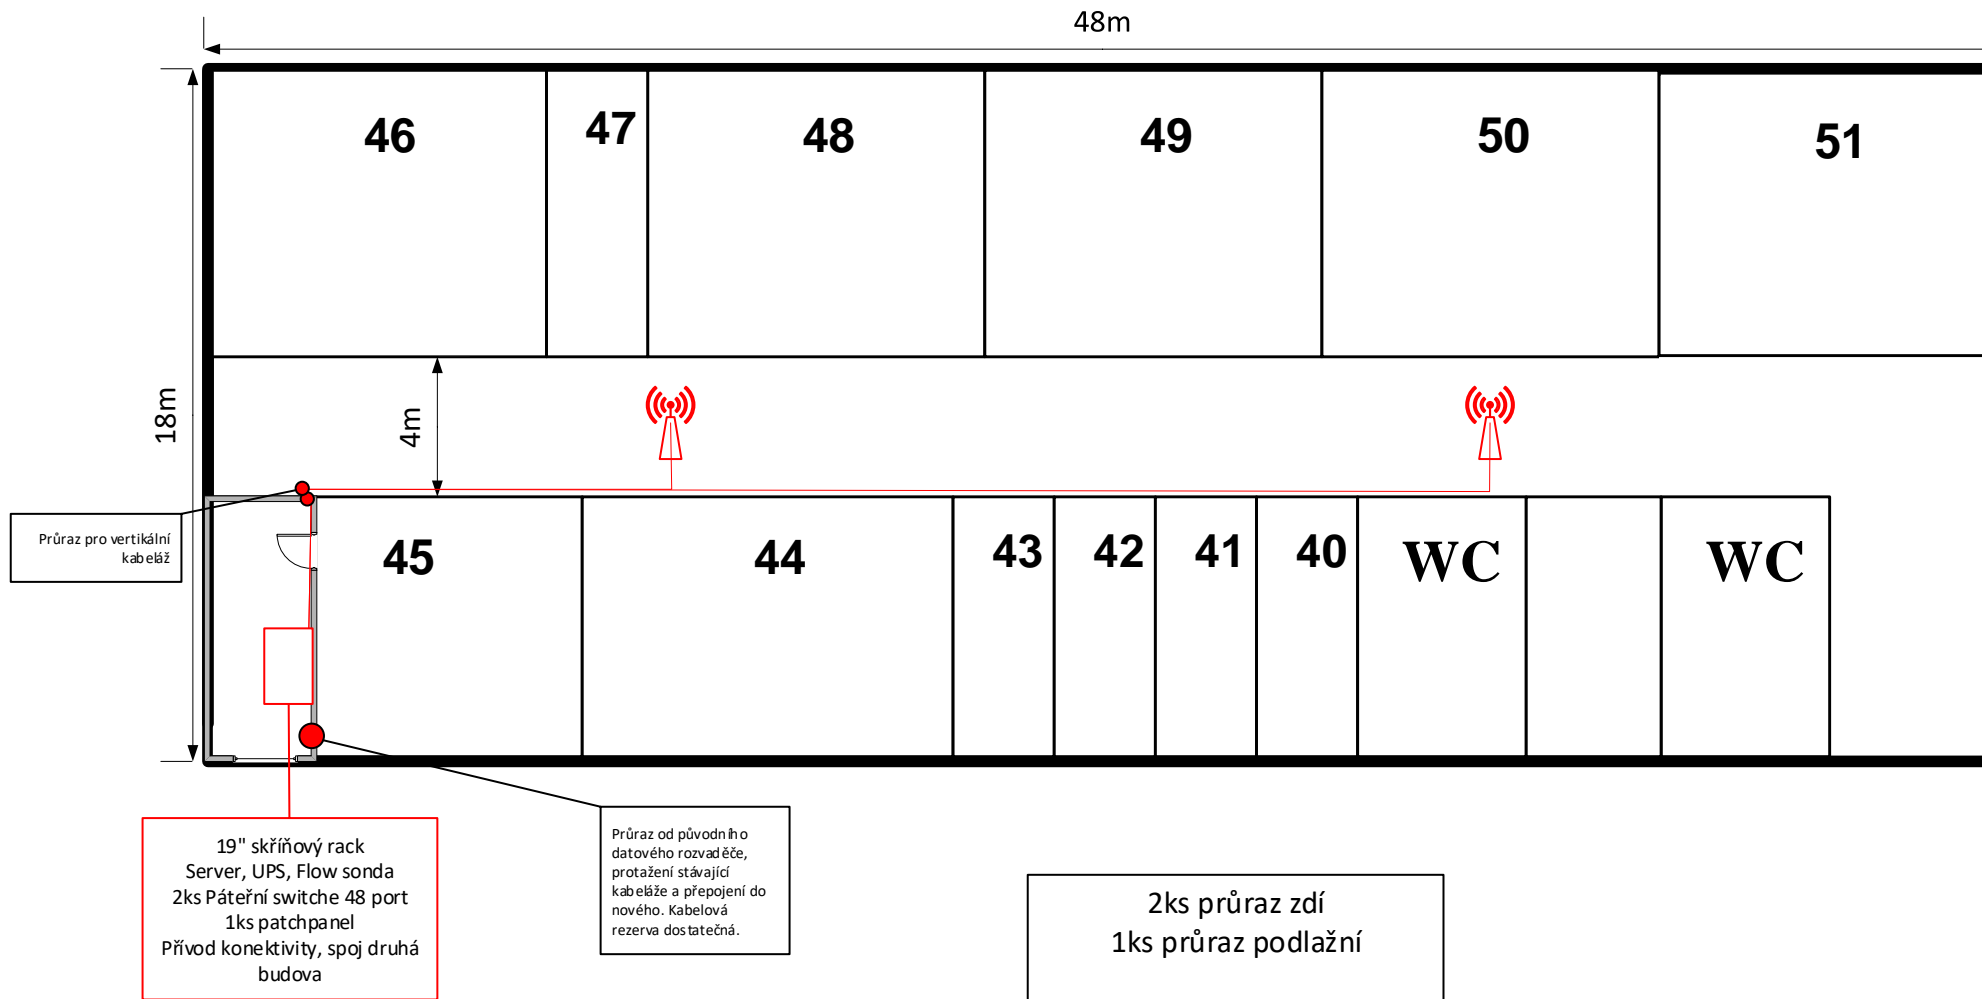 48m
46
47
48
49
50
51
18m
4m
Průraz pro vertikální
kabeláž
45
44
43
42
41
40
WC
WC
19" skříňový rack
Server, UPS, Flow sonda
2ks Páteřní switche 48 port
1ks patchpanel
Přívod konektivity, spoj druhá
budova
Průraz od původního
datového rozvaděče,
protažení stávající
kabeláže a přepojení do
nového. Kabelová
rezerva dostatečná.
2ks průraz zdí
1ks průraz podlažní